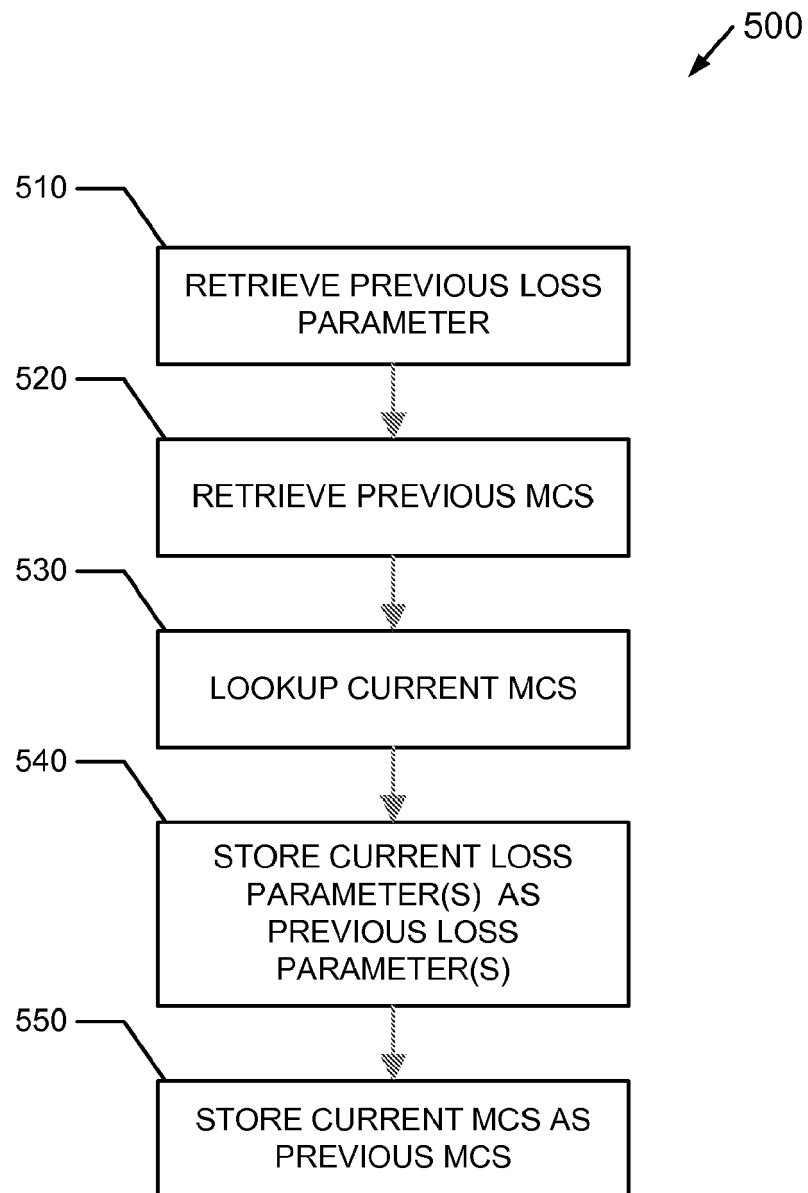 500
510
RETRIEVE PREVIOUS LOSS
PARAMETER
520
RETRIEVE PREVIOUS MCS
530
LOOKUP CURRENT MCS
540
STORE CURRENT LOSS
PARAMETER(S) AS
PREVIOUS LOSS
PARAMETER(S)
550
STORE CURRENT MCS AS
PREVIOUS MCS